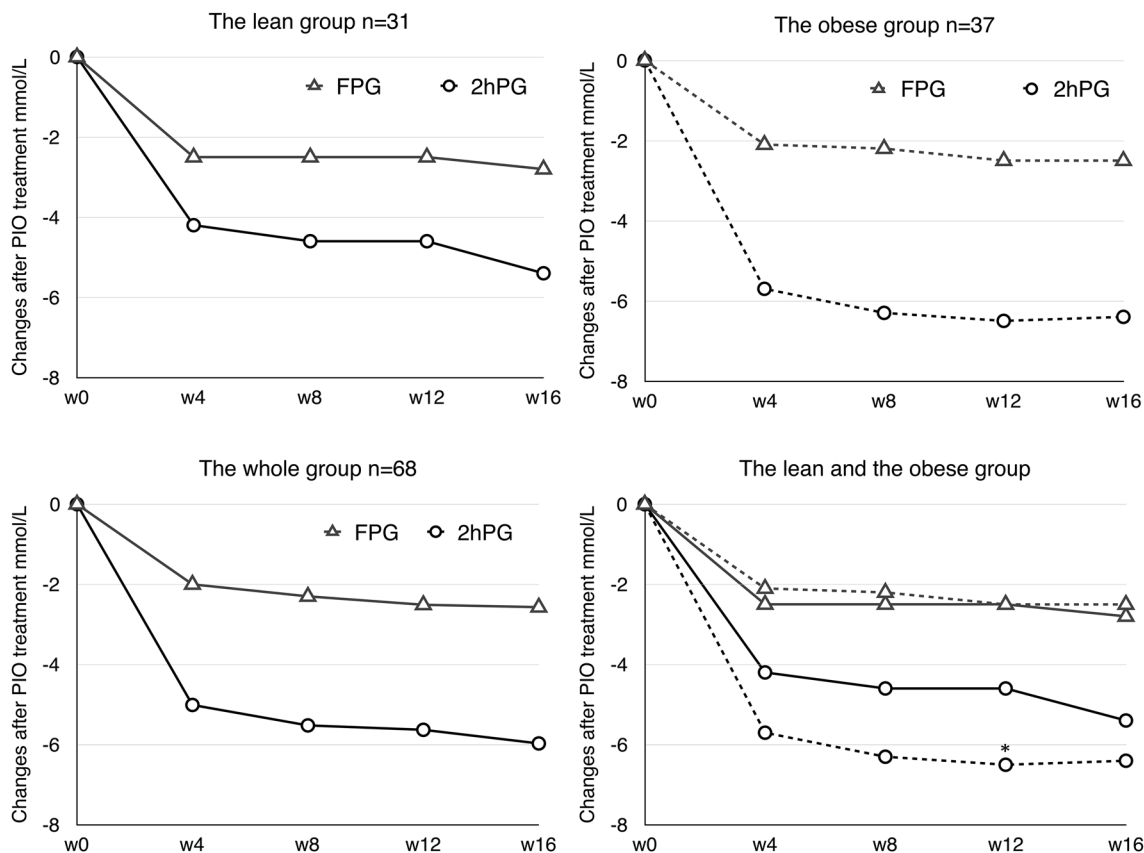 The lean group n=31
Changes after PIO treatment mmol/L
FPG 2hPG
0
-2
-4
-6
-8
w0 w4 w8 w12 w16
The obese group n=37
Changes after PIO treatment mmol/L
FPG 2hPG
0
-2
-4
-6
-8
w0 w4 w8 w12 w16
The whole group n=68
Changes after PIO treatment mmol/L
FPG 2hPG
0
-2
-4
-6
-8
w0 w4 w8 w12 w16
The lean and the obese group
Changes after PIO treatment mmol/L
0
-2
-4
-6
-8
*
w0 w4 w8 w12 w16